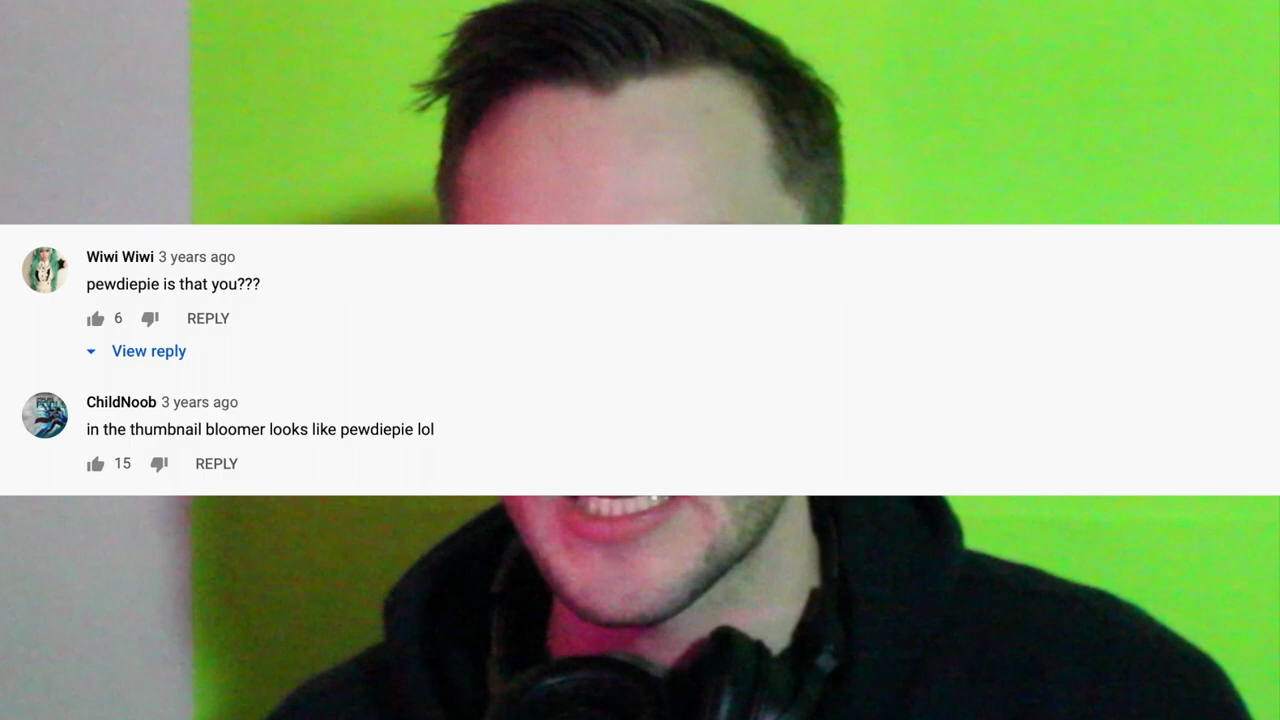 Wiwi Wiwi 3 years ago
pewdiepie is that you???
6 REPLY
View reply
ChildNoob 3 years ago
in the thumbnail bloomer looks like pewdiepie lol
15 REPLY